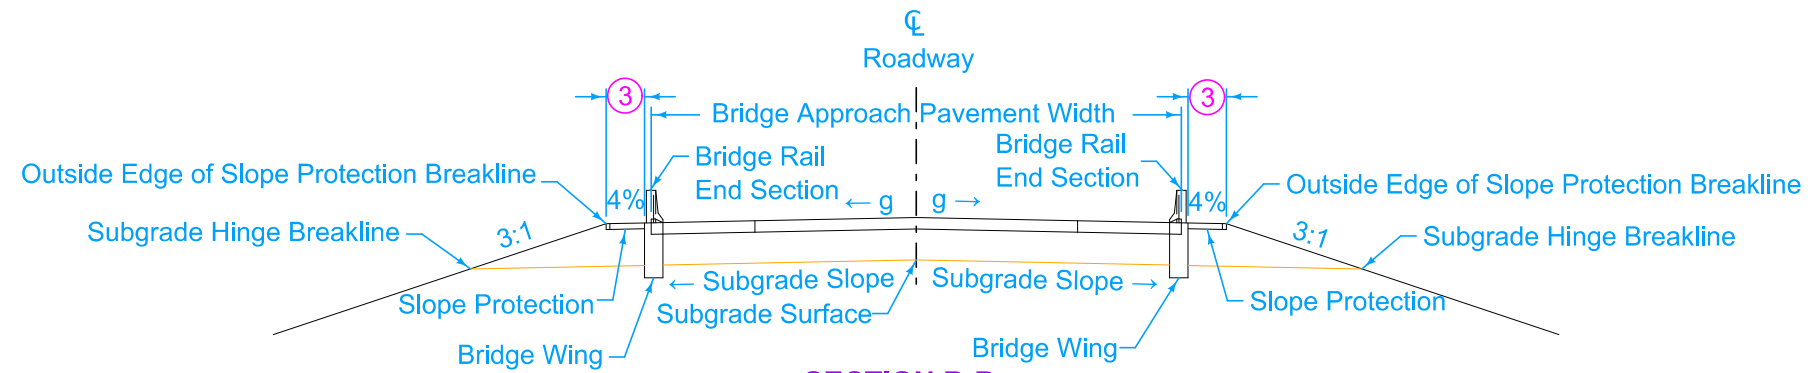 ℄
Roadway
3
3
Bridge Approach Pavement Width
Bridge Rail
End Section
Bridge Rail
End Section
Outside Edge of Slope Protection Breakline
4%
← g
g →
4%
Outside Edge of Slope Protection Breakline
Subgrade Hinge Breakline
3:1
3:1
Subgrade Hinge Breakline
← Subgrade Slope
Subgrade Slope →
Slope Protection
Subgrade Surface
Slope Protection
Bridge Wing
Bridge Wing